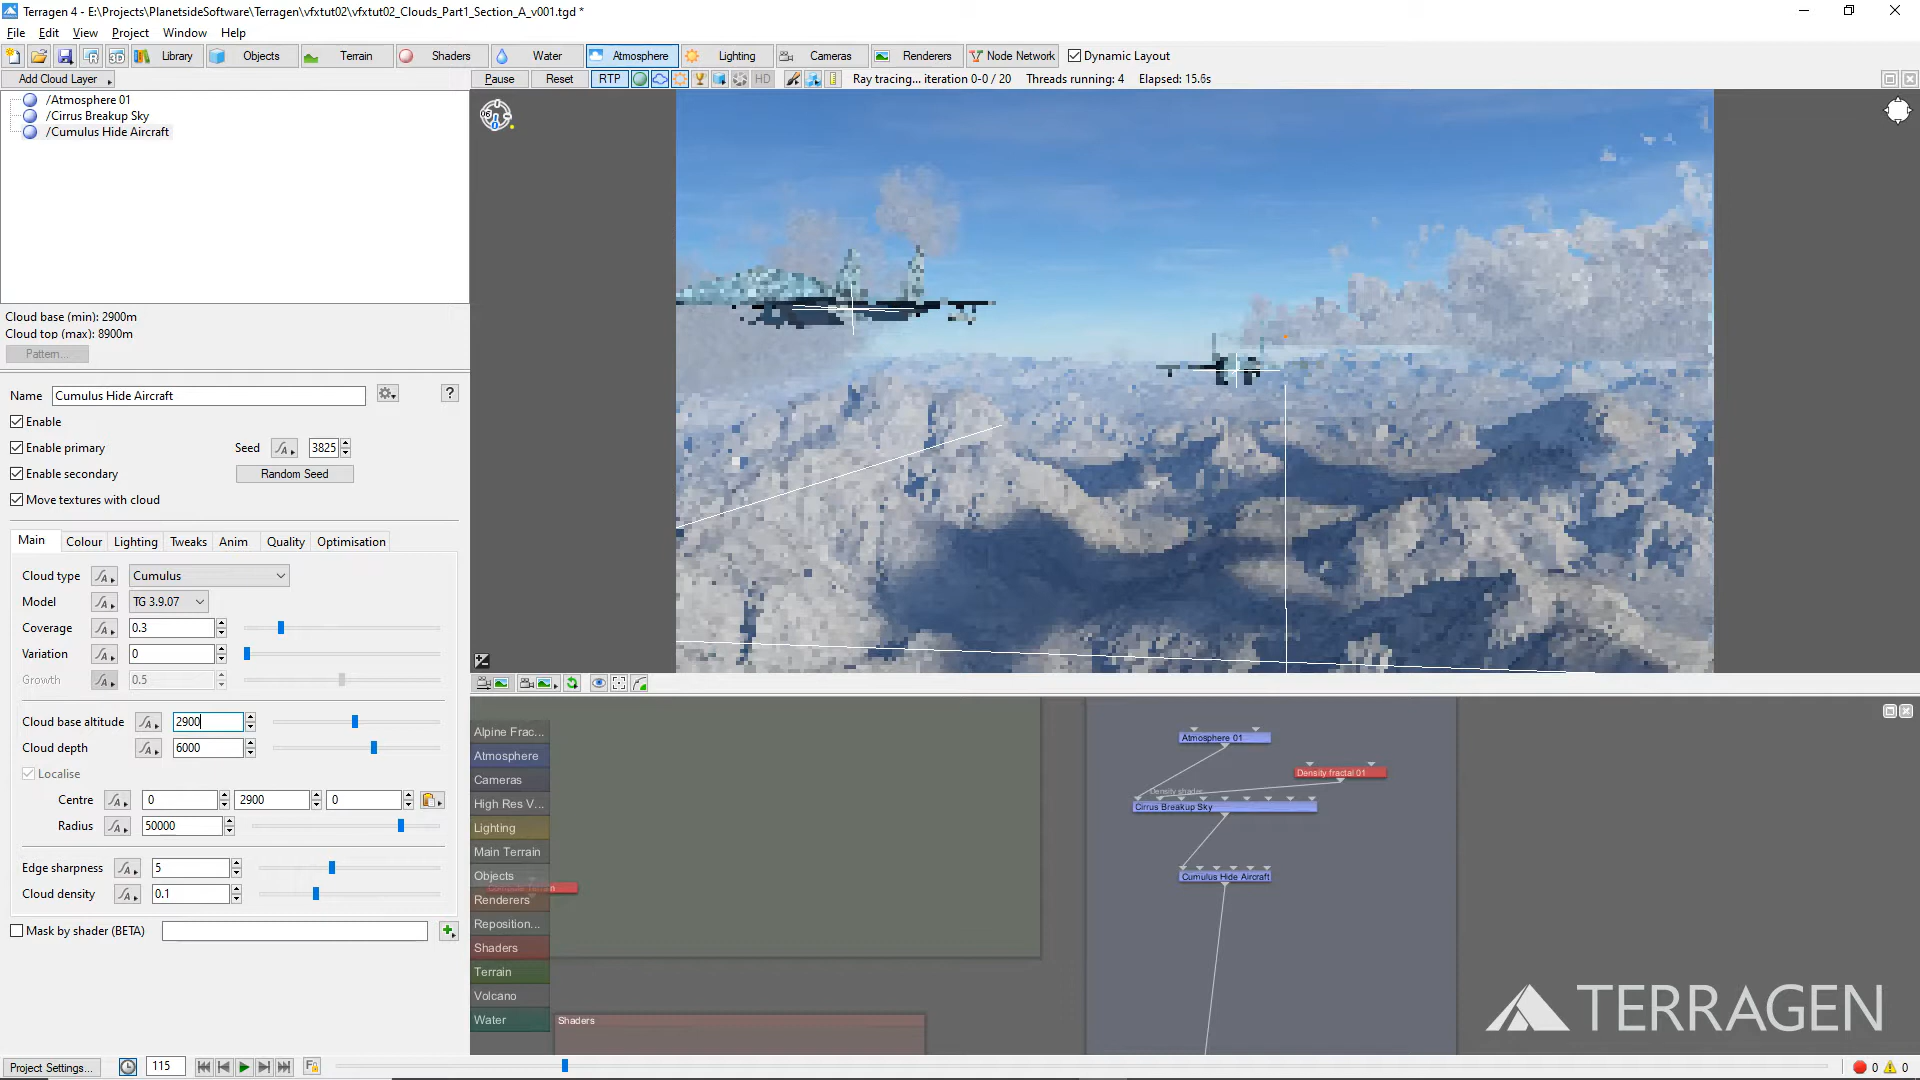 Terragen 4 - E:\Projects\PlanetsideSoftware\Terragen\vfxtut02\vfxtut02_Clouds_Part1_Section_A_v001.tgd *
File Edit View Project Window Help
Library Objects Terrain Shaders Water Atmosphere Lighting Cameras Renderers Node Network Dynamic Layout
Add Cloud Layer Pause Reset RTP HD Ray tracing... iteration 0-0 / 20 Threads running: 4 Elapsed: 15.6s
/Atmosphere 01
/Cirrus Breakup Sky
/Cumulus Hide Aircraft
Cloud base (min): 2900m
Cloud top (max): 8900m
Pattern...
Name Cumulus Hide Aircraft ?
Enable
Enable primary Seed 3825
Enable secondary Random Seed
Move textures with cloud
Main Colour Lighting Tweaks Anim Quality Optimisation
Cloud type Cumulus
Model TG 3.9.07
Coverage 0.3
Variation 0
Growth 0.5
Cloud base altitude 2900
Cloud depth 6000
Localise
Centre 0 2900 0
Radius 50000
Edge sharpness 5
Cloud density 0.1
Mask by shader (BETA)
Alpine Frac...
Atmosphere
Cameras
High Res V...
Lighting
Main Terrain
Objects
Renderers
Reposition...
Shaders
Terrain
Volcano
Water
Shaders
Atmosphere 01
Density fractal 01
Density shader
Cirrus Breakup Sky
Cumulus Hide Aircraft
TERRAGEN
Project Settings... 115 0 0